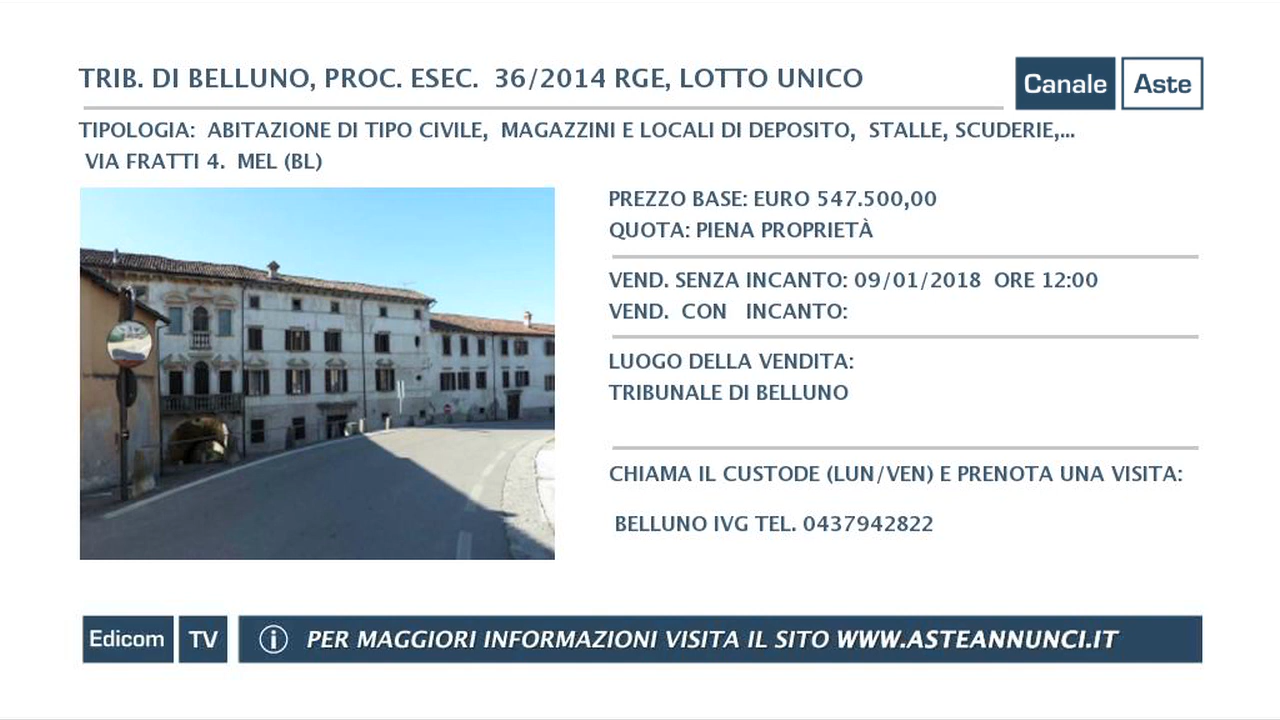 TRIB. DI BELLUNO, PROC. ESEC. 36/2014 RGE, LOTTO UNICO
Canale Aste
TIPOLOGIA: ABITAZIONE DI TIPO CIVILE, MAGAZZINI E LOCALI DI DEPOSITO, STALLE, SCUDERIE,...
VIA FRATTI 4. MEL (BL)
PREZZO BASE: EURO 547.500,00
QUOTA: PIENA PROPRIETÀ
VEND. SENZA INCANTO: 09/01/2018 ORE 12:00
VEND. CON INCANTO:
LUOGO DELLA VENDITA:
TRIBUNALE DI BELLUNO
CHIAMA IL CUSTODE (LUN/VEN) E PRENOTA UNA VISITA:
BELLUNO IVG TEL. 0437942822
Edicom TV
PER MAGGIORI INFORMAZIONI VISITA IL SITO WWW.ASTEANNUNCI.IT